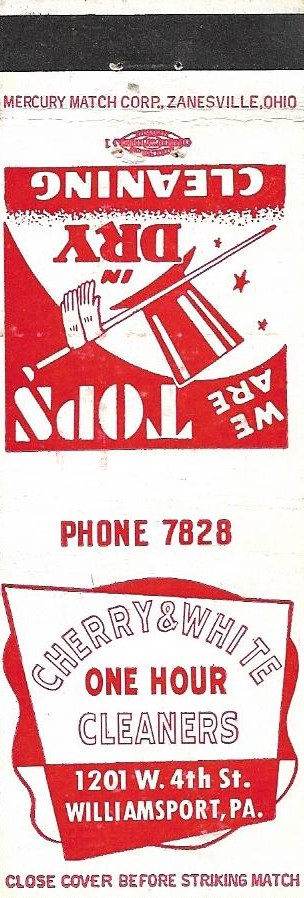 MERCURY MATCH CORP., ZANESVILLE, OHIO
WE
ARE
TOPS
IN
DRY
CLEANING
PHONE 7828
CHERRY & WHITE
ONE HOUR
CLEANERS
1201 W. 4th St.
WILLIAMSPORT, PA.
CLOSE COVER BEFORE STRIKING MATCH